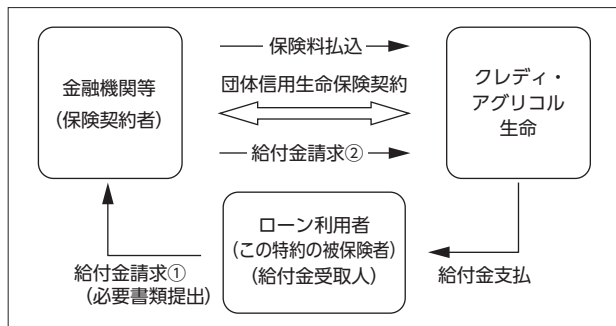 金融機関等
(保険契約者)
保険料払込
団体信用生命保険契約
給付金請求②
クレディ・
アグリコル
生命
ローン利用者
(この特約の被保険者)
(給付金受取人)
給付金請求①
(必要書類提出)
給付金支払